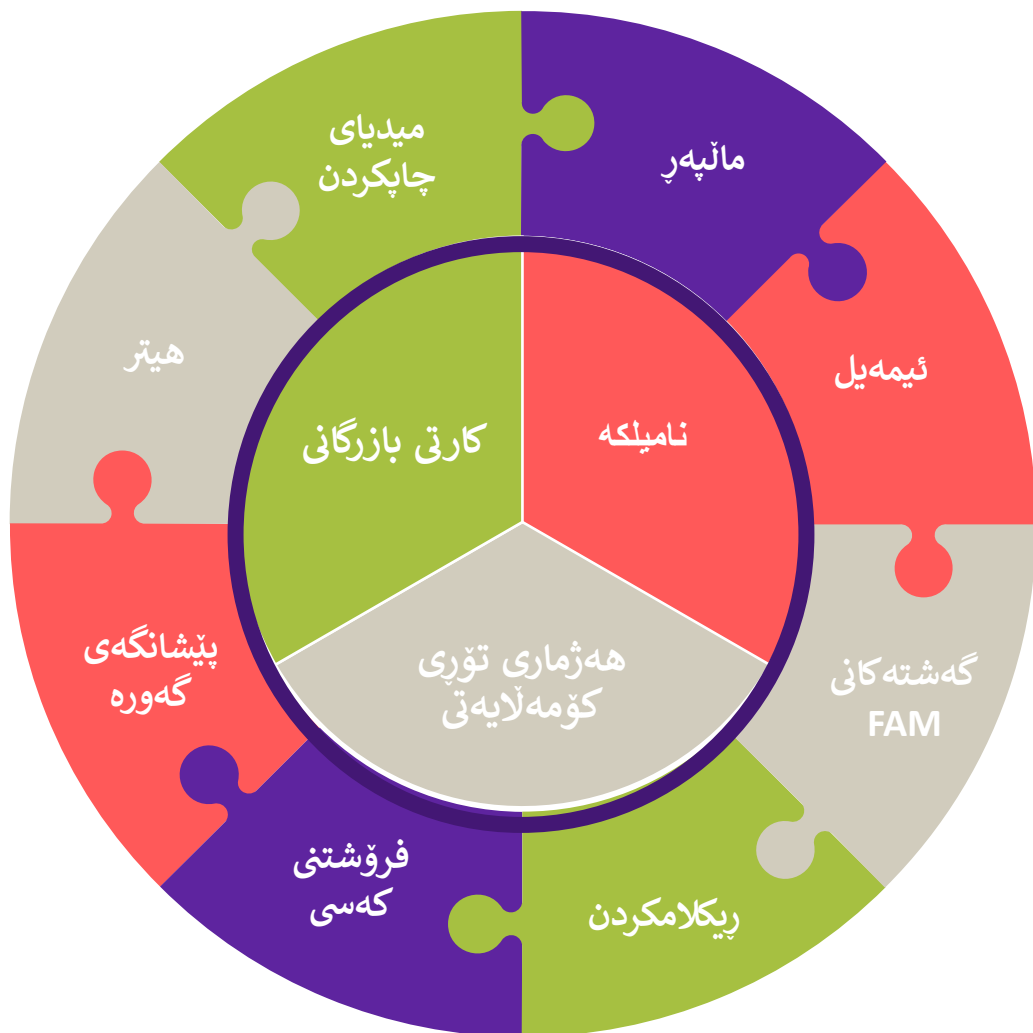 میدیای
چاپکردن
ماڵپەڕ
هیتر
ئیمەیل
کارتی بازرگانی
نامیلکە
پێشانگەی
گەورە
هەژماری تۆڕی
کۆمەڵایەتی
گەشتەکانی
FAM
فرۆشتنی
کەسی
ڕیکلامکردن